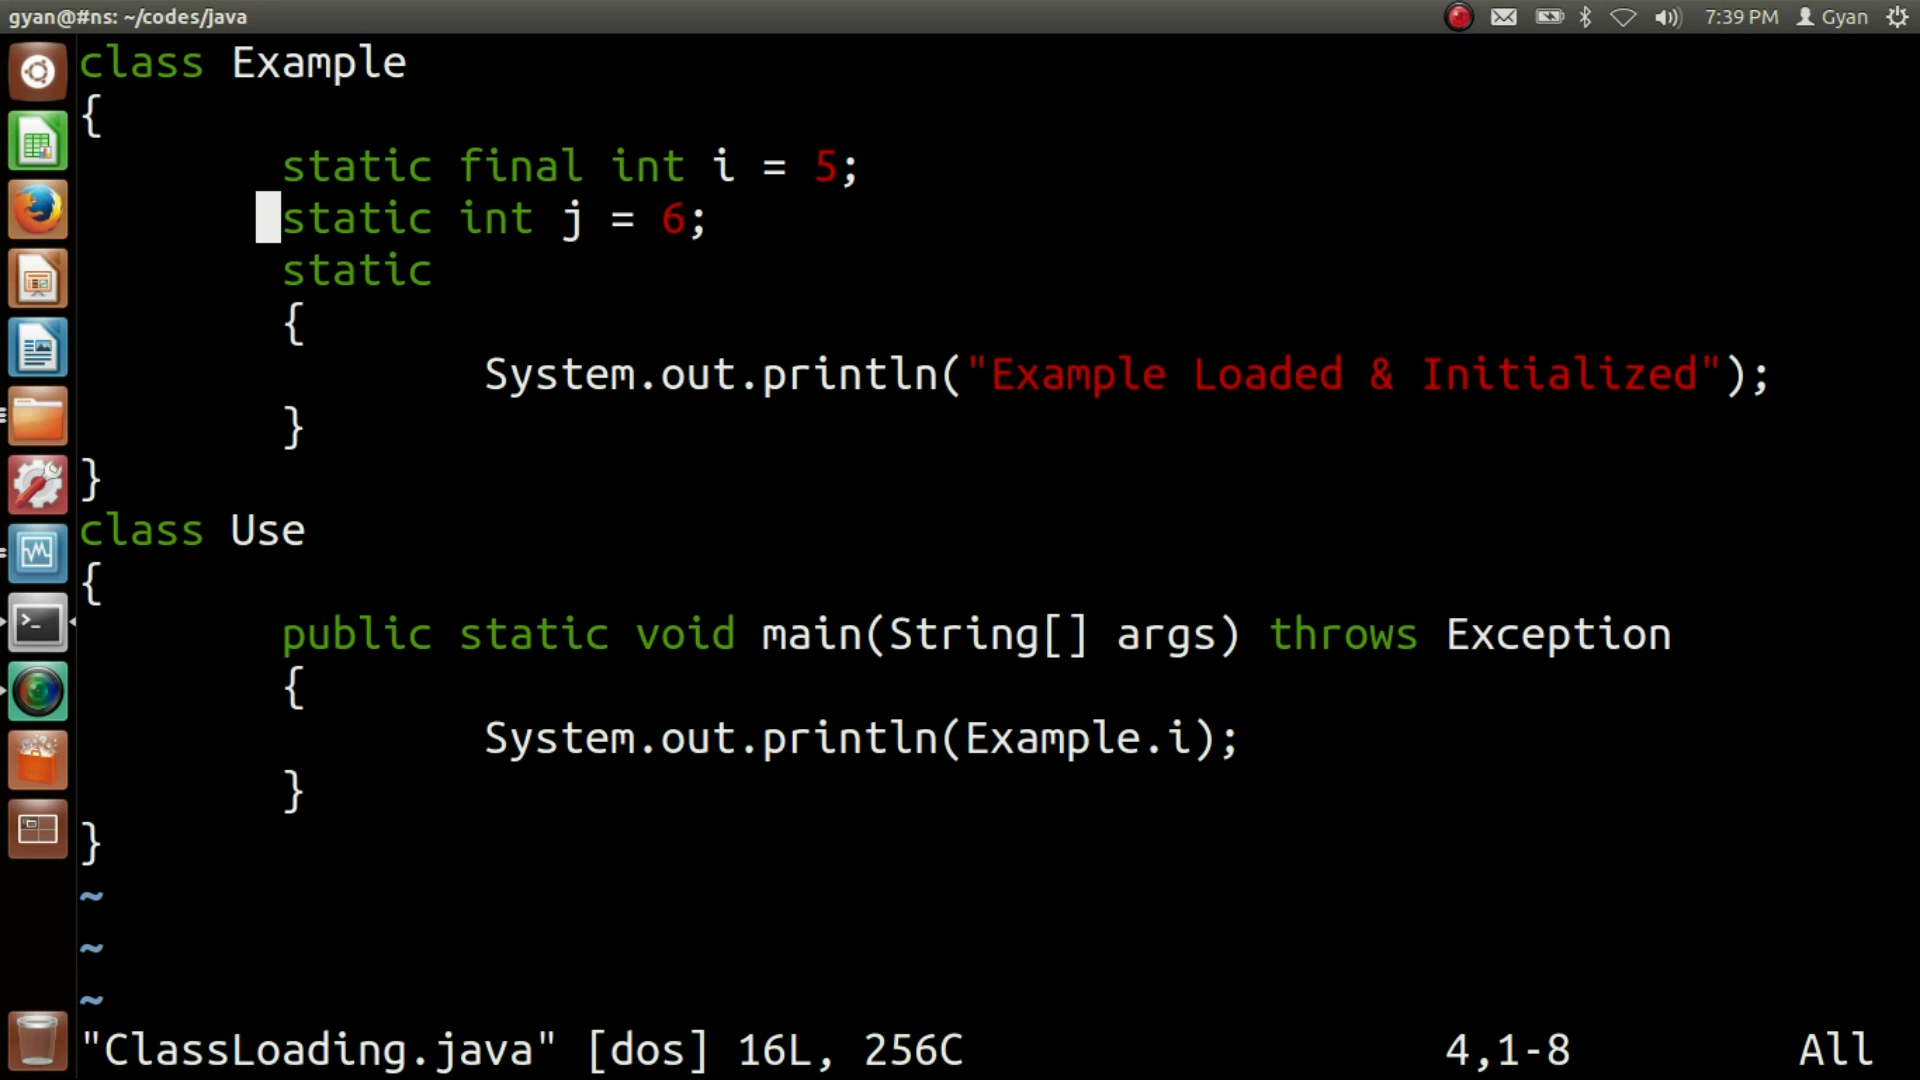 gyan@#ns: ~/codes/java 7:39 PM Gyan
class Example
{
static final int i = 5;
static int j = 6;
static
{
System.out.println("Example Loaded & Initialized");
}
}
class Use
{
public static void main(String[] args) throws Exception
{
System.out.println(Example.i);
}
}
~
~
~
"ClassLoading.java" [dos] 16L, 256C 4,1-8 All